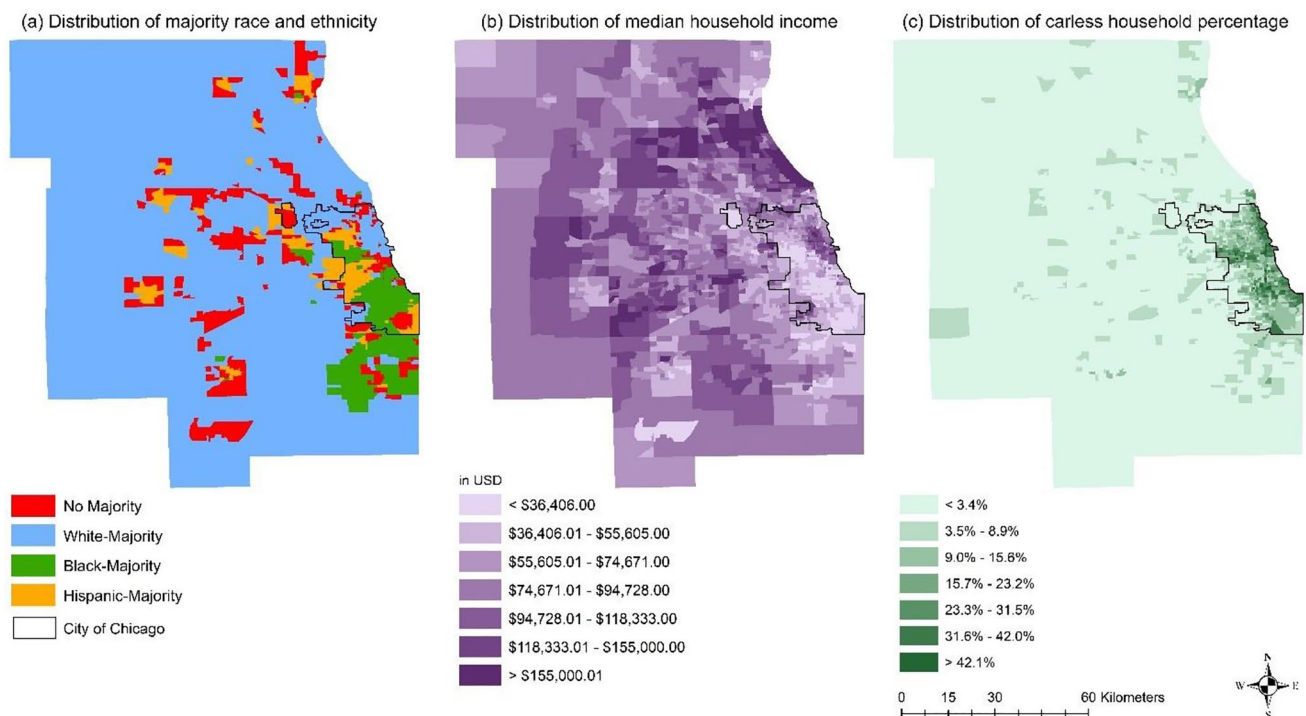 (a) Distribution of majority race and ethnicity
(b) Distribution of median household income
(c) Distribution of carless household percentage
No Majority
White-Majority
Black-Majority
Hispanic-Majority
City of Chicago
in USD
< $36,406.00
$36,406.01 - $55,605.00
$55,605.01 - $74,671.00
$74,671.01 - $94,728.00
$94,728.01 - $118,333.00
$118,333.01 - $155,000.00
> $155,000.01
< 3.4%
3.5% - 8.9%
9.0% - 15.6%
15.7% - 23.2%
23.3% - 31.5%
31.6% - 42.0%
> 42.1%
0 15 30 60 Kilometers
N
W E
S